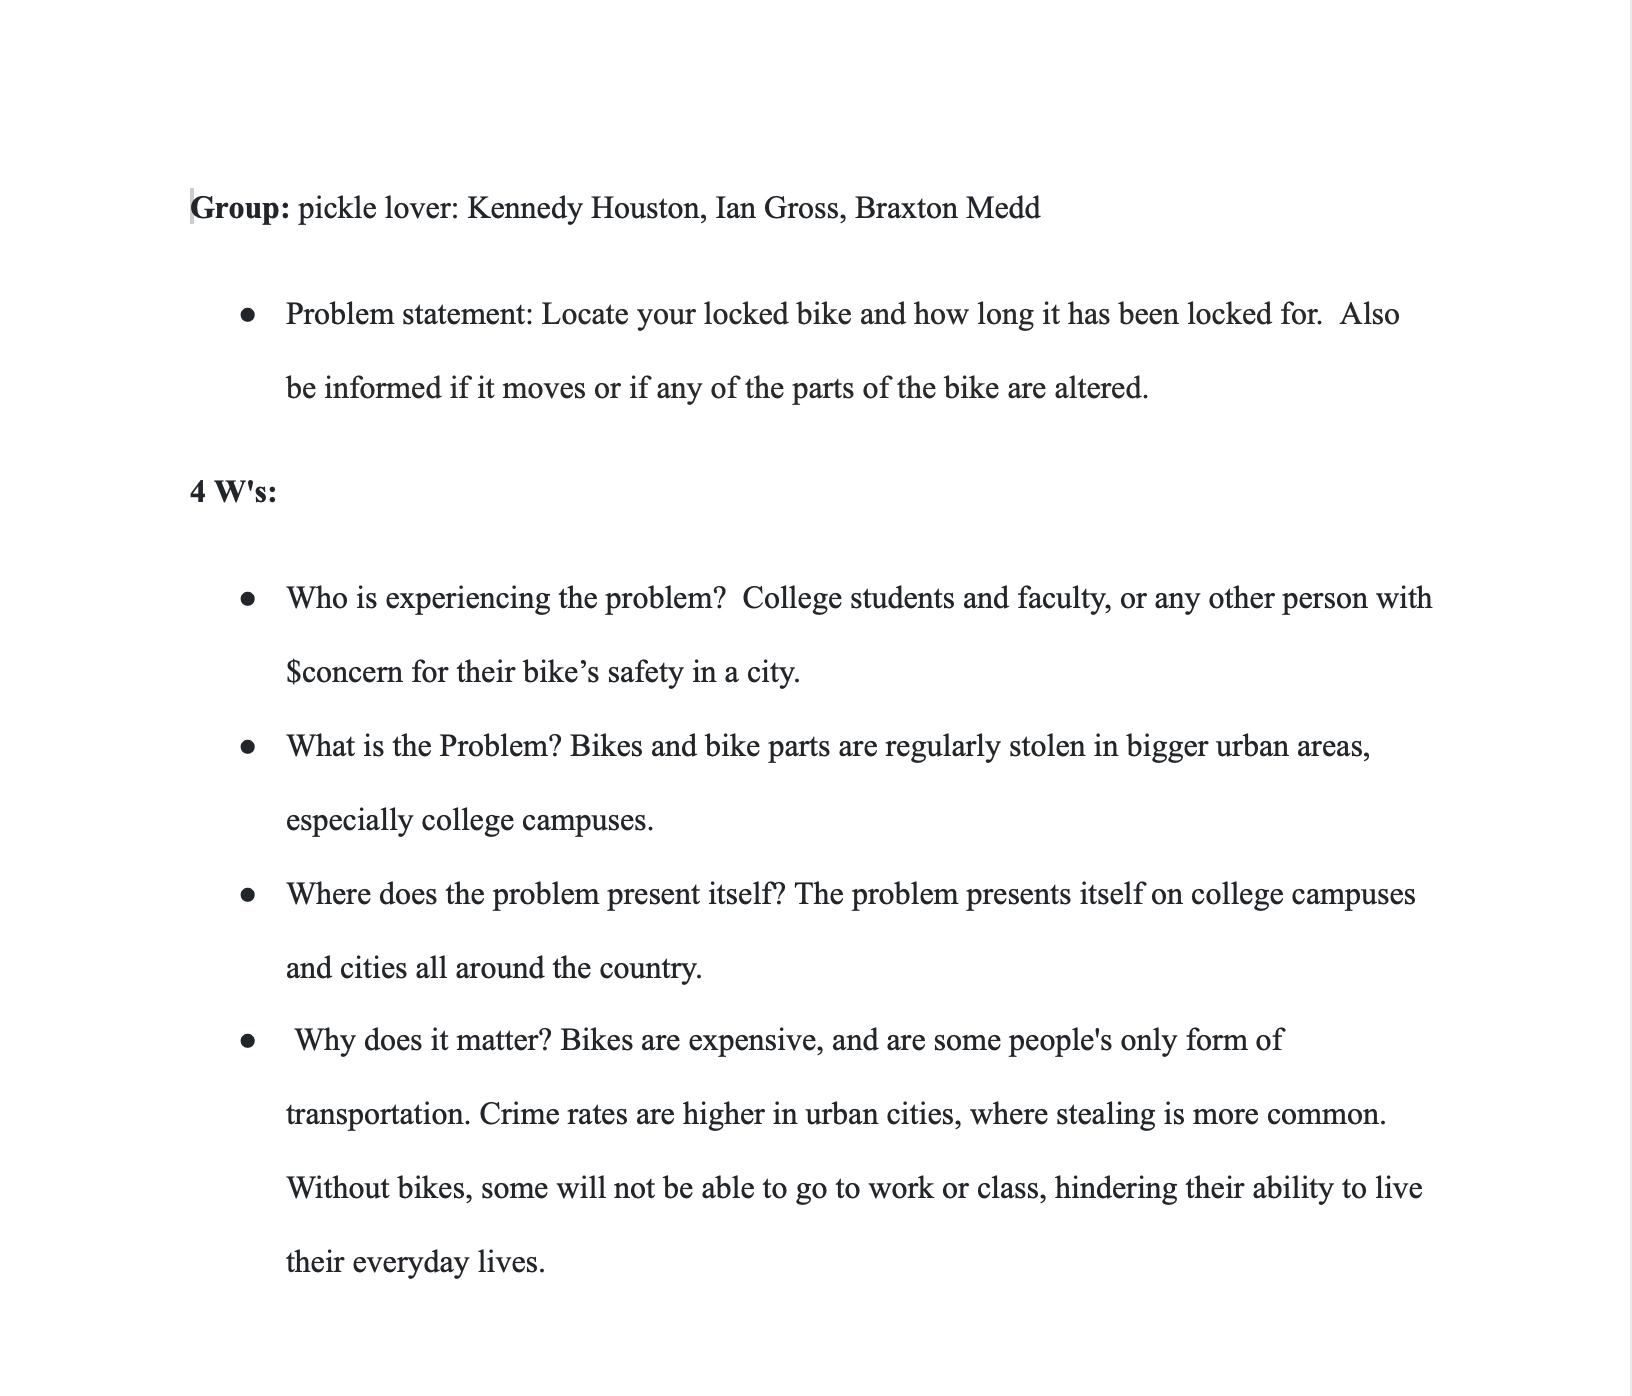 Group: pickle lover: Kennedy Houston, Ian Gross, Braxton Medd
● Problem statement: Locate your locked bike and how long it has been locked for.  Also
be informed if it moves or if any of the parts of the bike are altered.
4 W's:
● Who is experiencing the problem?  College students and faculty, or any other person with
$concern for their bike’s safety in a city.
● What is the Problem? Bikes and bike parts are regularly stolen in bigger urban areas,
especially college campuses.
● Where does the problem present itself? The problem presents itself on college campuses
and cities all around the country.
● Why does it matter? Bikes are expensive, and are some people's only form of
transportation. Crime rates are higher in urban cities, where stealing is more common.
Without bikes, some will not be able to go to work or class, hindering their ability to live
their everyday lives.